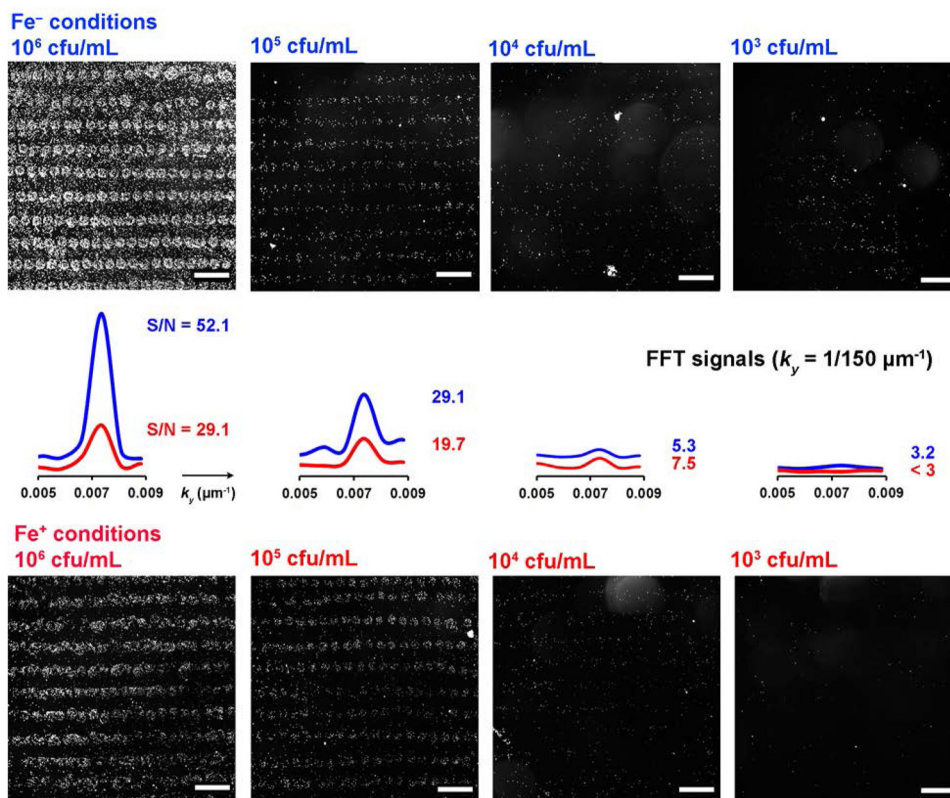 Fe⁻ conditions
10⁶ cfu/mL
10⁵ cfu/mL
10⁴ cfu/mL
10³ cfu/mL
S/N = 52.1
S/N = 29.1
29.1
19.7
FFT signals (ky = 1/150 µm⁻¹)
5.3
7.5
3.2
< 3
0.005 0.007 0.009
ky (µm⁻¹)
0.005 0.007 0.009
0.005 0.007 0.009
0.005 0.007 0.009
Fe⁺ conditions
10⁶ cfu/mL
10⁵ cfu/mL
10⁴ cfu/mL
10³ cfu/mL